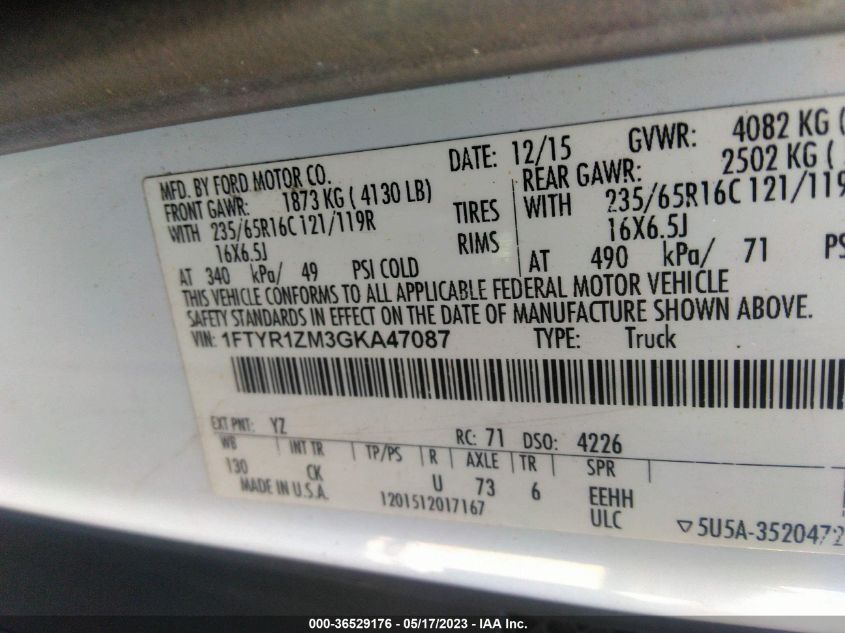 MFD. BY FORD MOTOR CO. DATE: 12/15 GVWR: 4082 KG (
FRONT GAWR: 1873 KG ( 4130 LB) REAR GAWR: 2502 KG (
WITH 235/65R16C 121/119R TIRES WITH 235/65R16C 121/119
16X6.5J RIMS 16X6.5J
AT 340 kPa/ 49 PSI COLD AT 490 kPa/ 71 PS
THIS VEHICLE CONFORMS TO ALL APPLICABLE FEDERAL MOTOR VEHICLE
SAFETY STANDARDS IN EFFECT ON THE DATE OF MANUFACTURE SHOWN ABOVE.
VIN: 1FTYR1ZM3GKA47087 TYPE: Truck
EXT PNT: YZ RC: 71 DSO: 4226
WB INT TR TP/PS R AXLE TR SPR
130 CK U 73 6 EEHH
MADE IN U.S.A. 1201512017167 ULC
▽5U5A-3520472
000-36529176 - 05/17/2023 - IAA Inc.